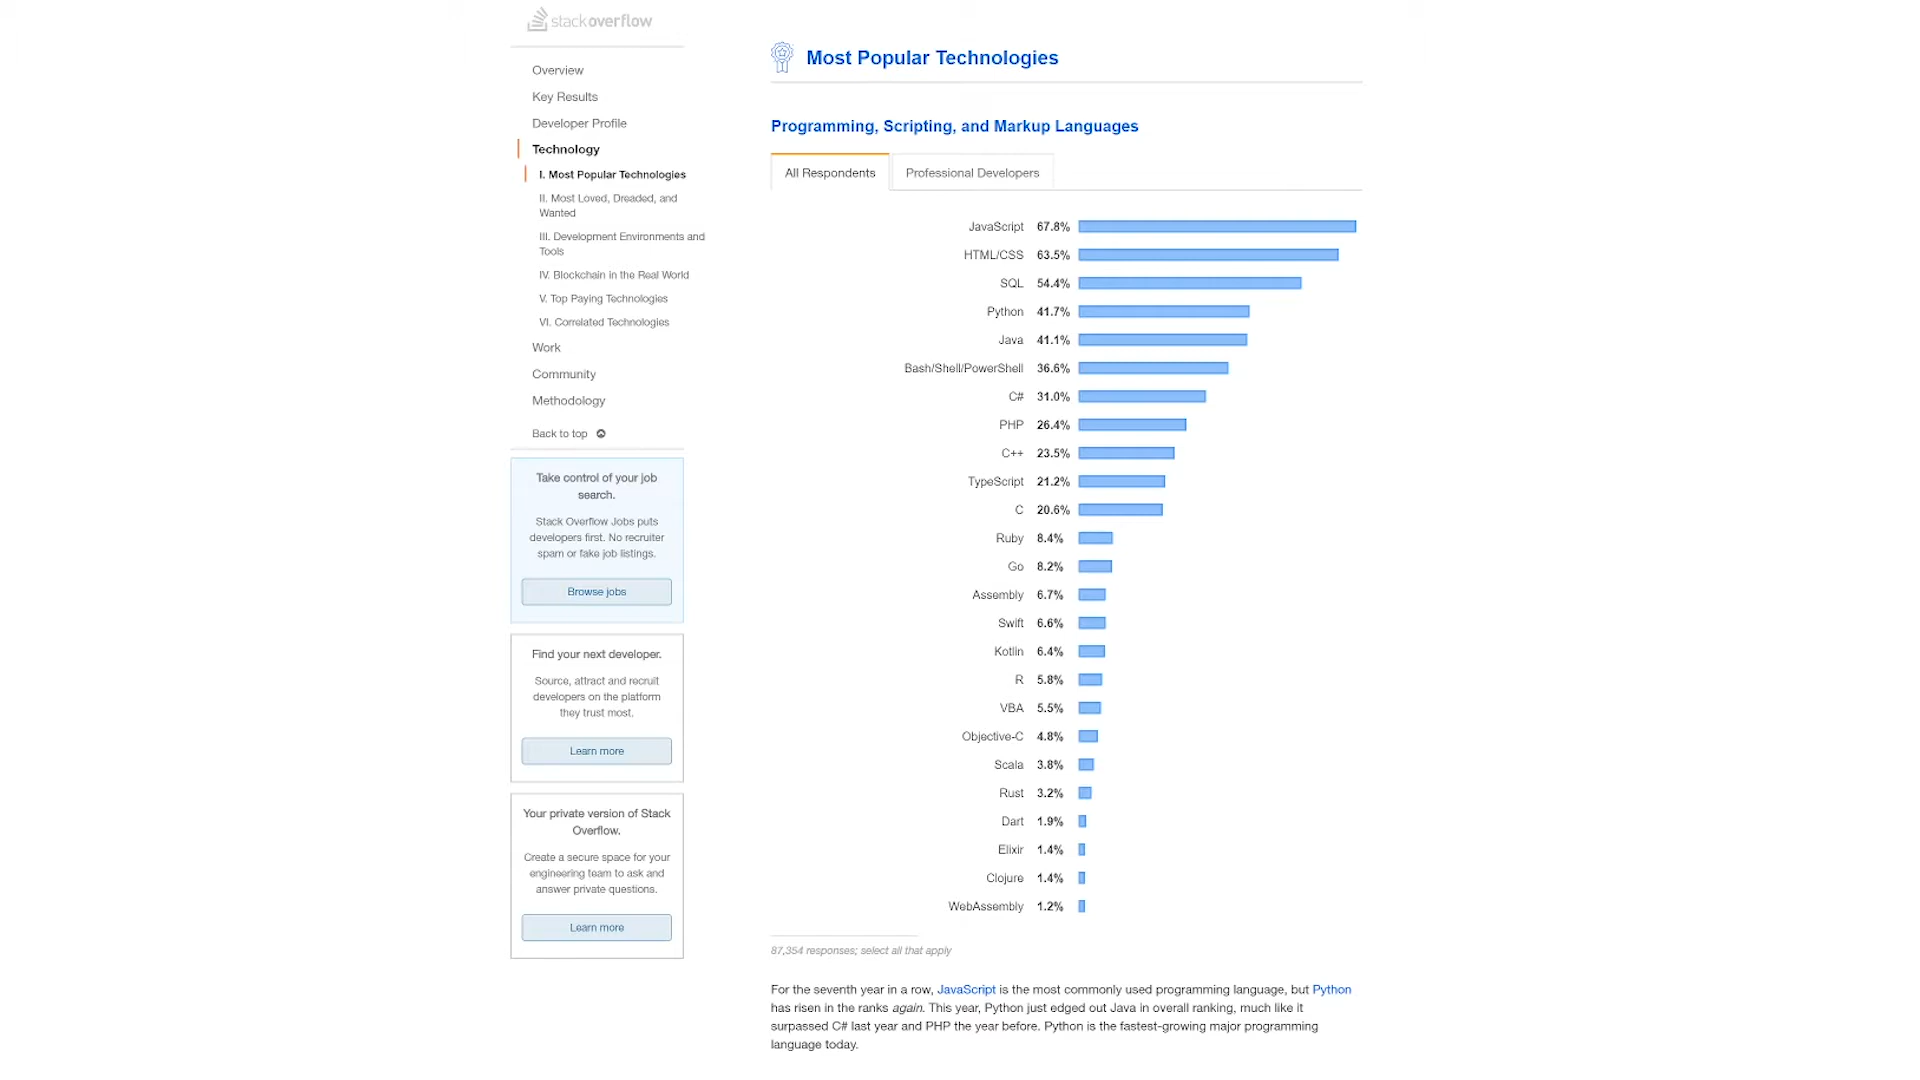 stackoverflow
Overview
Key Results
Developer Profile
Technology
I. Most Popular Technologies
II. Most Loved, Dreaded, and
Wanted
III. Development Environments and
Tools
IV. Blockchain in the Real World
V. Top Paying Technologies
VI. Correlated Technologies
Work
Community
Methodology
Back to top
Take control of your job
search.
Stack Overflow Jobs puts
developers first. No recruiter
spam or fake job listings.
Browse jobs
Find your next developer.
Source, attract and recruit
developers on the platform
they trust most.
Learn more
Your private version of Stack
Overflow.
Create a secure space for your
engineering team to ask and
answer private questions.
Learn more
Most Popular Technologies
Programming, Scripting, and Markup Languages
All Respondents Professional Developers
JavaScript 67.8%
HTML/CSS 63.5%
SQL 54.4%
Python 41.7%
Java 41.1%
Bash/Shell/PowerShell 36.6%
C# 31.0%
PHP 26.4%
C++ 23.5%
TypeScript 21.2%
C 20.6%
Ruby 8.4%
Go 8.2%
Assembly 6.7%
Swift 6.6%
Kotlin 6.4%
R 5.8%
VBA 5.5%
Objective-C 4.8%
Scala 3.8%
Rust 3.2%
Dart 1.9%
Elixir 1.4%
Clojure 1.4%
WebAssembly 1.2%
87,354 responses; select all that apply
For the seventh year in a row, JavaScript is the most commonly used programming language, but Python
has risen in the ranks again. This year, Python just edged out Java in overall ranking, much like it
surpassed C# last year and PHP the year before. Python is the fastest-growing major programming
language today.